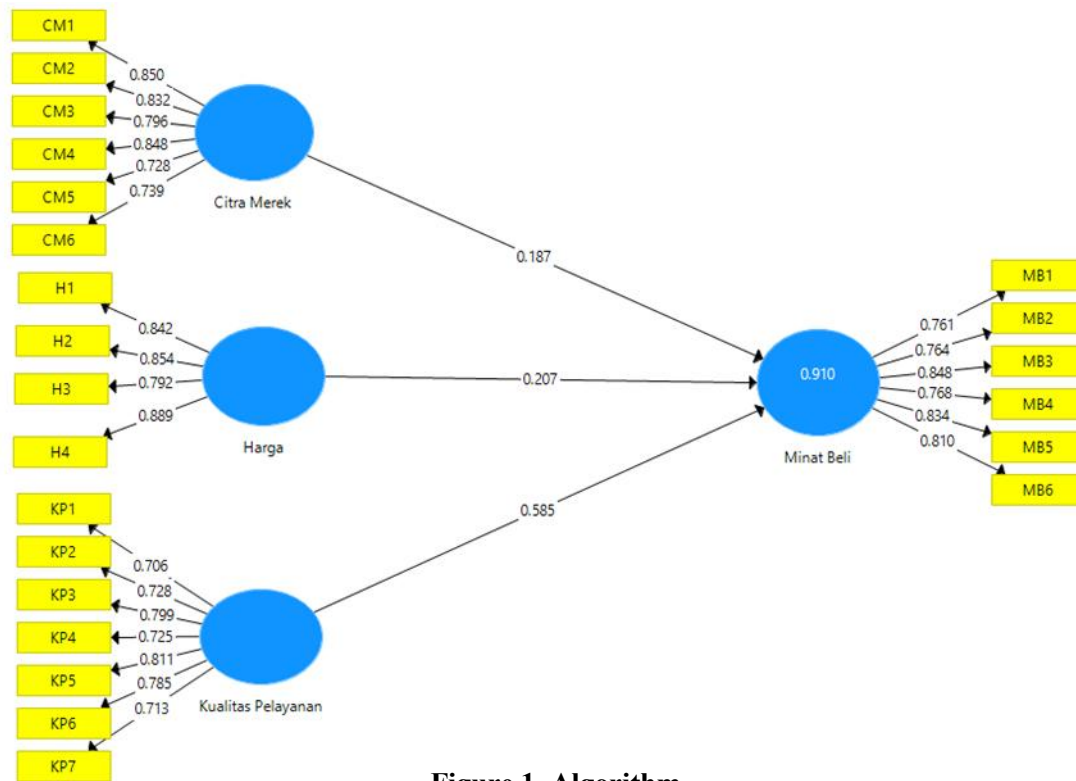 CM1
CM2
CM3
CM4
CM5
CM6
0.850
0.832
0.796
0.848
0.728
0.739
Citra Merek
0.187
H1
H2
H3
H4
0.842
0.854
0.792
0.889
Harga
0.207
KP1
KP2
KP3
KP4
KP5
KP6
KP7
0.706
0.728
0.799
0.725
0.811
0.785
0.713
Kualitas Pelayanan
0.585
0.910
Minat Beli
0.761
0.764
0.848
0.768
0.834
0.810
MB1
MB2
MB3
MB4
MB5
MB6
Figure 1. Algorithm